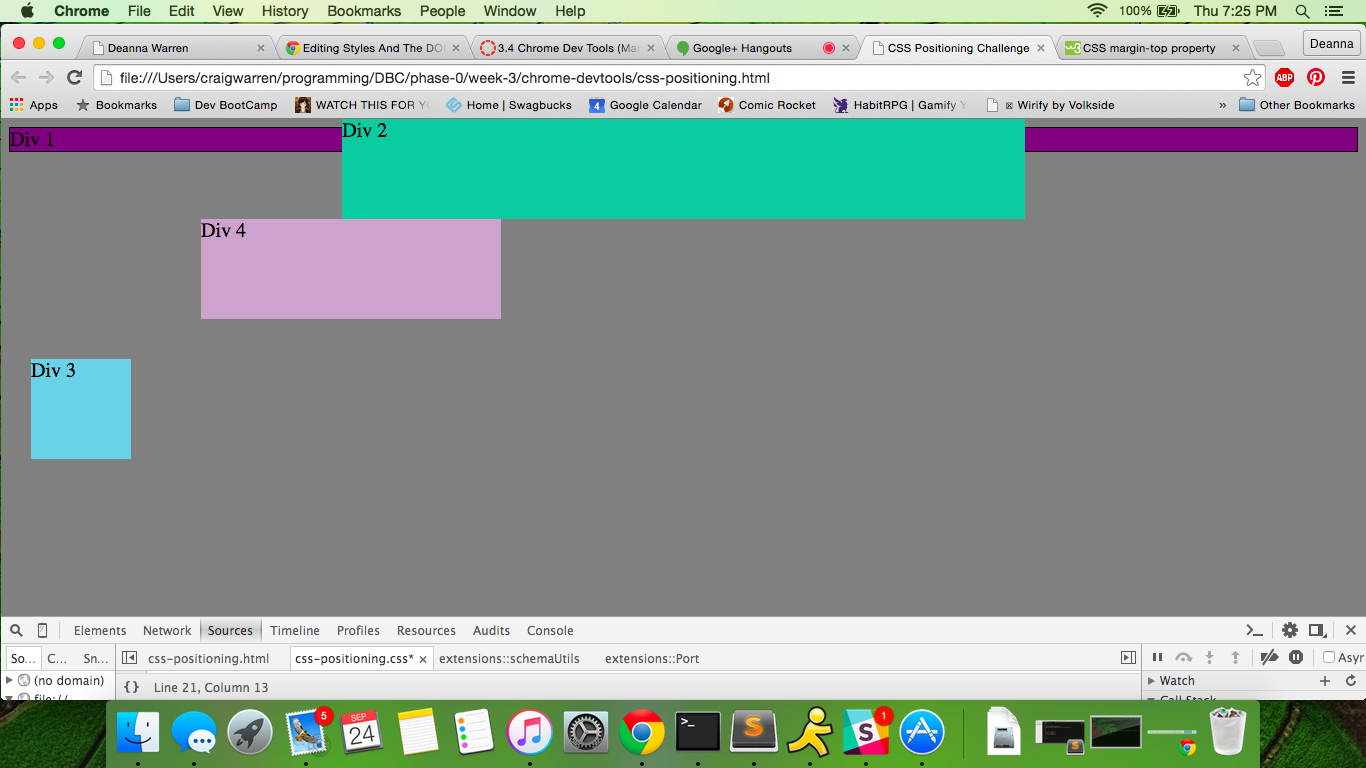 Chrome File Edit View History Bookmarks People Window Help 100% Thu 7:25 PM
Deanna Warren Editing Styles And The DO 3.4 Chrome Dev Tools (Ma Google+ Hangouts CSS Positioning Challenge CSS margin-top property Deanna
file:///Users/craigwarren/programming/DBC/phase-0/week-3/chrome-devtools/css-positioning.html ABP
Apps Bookmarks Dev BootCamp WATCH THIS FOR Y Home | Swagbucks 4 Google Calendar Comic Rocket HabitRPG | Gamify Wirify by Volkside » Other Bookmarks
Div 1
Div 2
Div 4
Div 3
Elements Network Sources Timeline Profiles Resources Audits Console
So... C... Sn... css-positioning.html css-positioning.css* extensions::schemaUtils extensions::Port Asyr
(no domain) {} Line 21, Column 13 Watch
file:// Call Stack
5 SEP 24 1